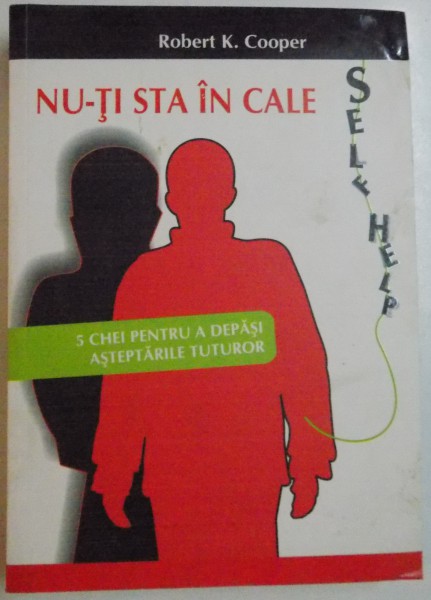 Robert K. Cooper
NU-ŢI STA ÎN CALE
SELF HELP
5 CHEI PENTRU A DEPĂŞI
AŞTEPTĂRILE TUTUROR